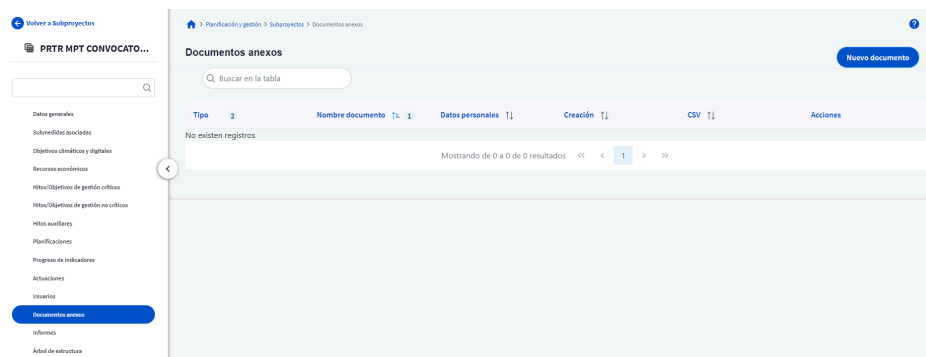 Volver a Subproyectos
PRTR MPT CONVOCATO...
Datos generales
Submedidas asociadas
Objetivos climáticos y digitales
Recursos económicos
Hitos/Objetivos de gestión críticos
Hitos/Objetivos de gestión no críticos
Hitos auxiliares
Planificaciones
Progreso de indicadores
Actuaciones
Usuarios
Documentos anexos
Informes
Árbol de estructura
> Planificación y gestión > Subproyectos > Documentos anexos
?
Documentos anexos
Nuevo documento
Buscar en la tabla
Tipo 2 Nombre documento 1 Datos personales Creación CSV Acciones
No existen registros
Mostrando de 0 a 0 de 0 resultados << < 1 > >>